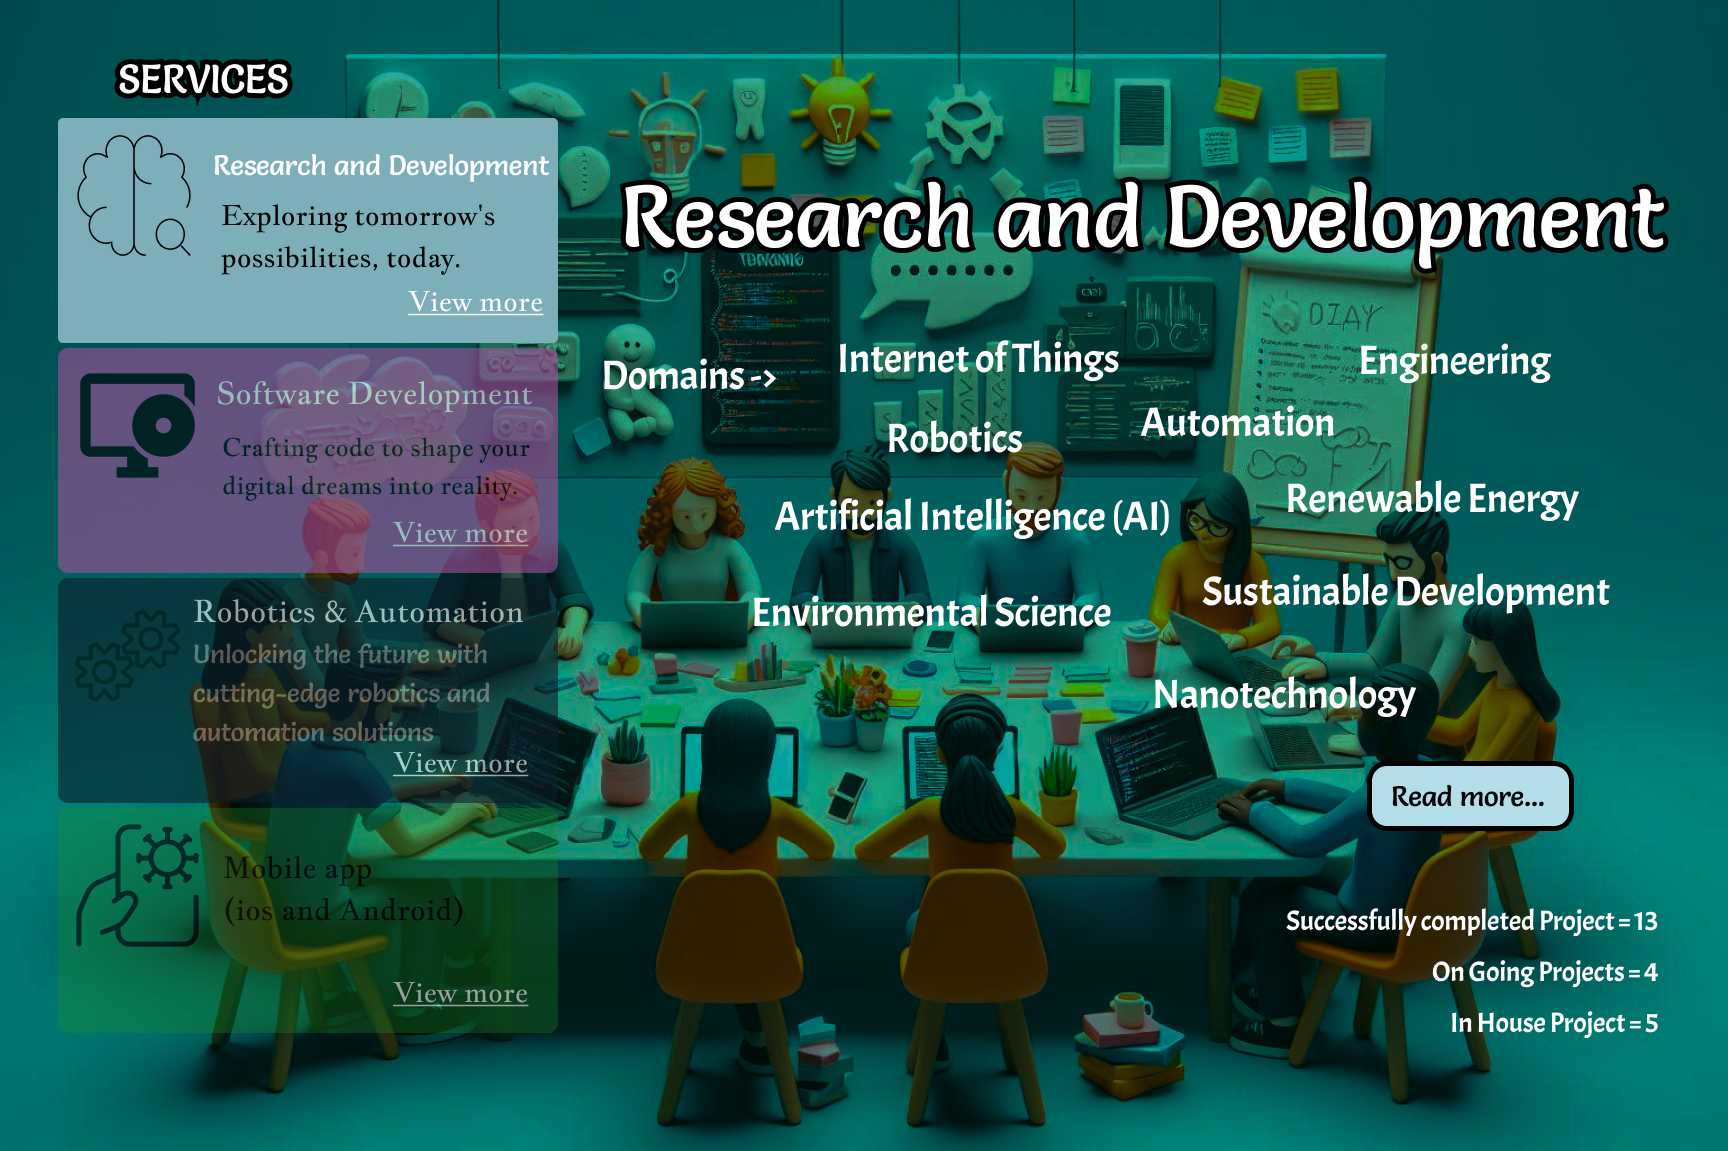 SERVICES
Research and Development
Exploring tomorrow's
possibilities, today.
View more
Software Development
Crafting code to shape your
digital dreams into reality.
View more
Robotics & Automation
Unlocking the future with
cutting-edge robotics and
automation solutions
View more
Mobile app
(ios and Android)
View more
Research and Development
DIAY
Domains ->
Internet of Things
Engineering
Automation
Robotics
Renewable Energy
Artificial Intelligence (AI)
Sustainable Development
Environmental Science
Nanotechnology
Read more...
Successfully completed Project = 13
On Going Projects = 4
In House Project = 5